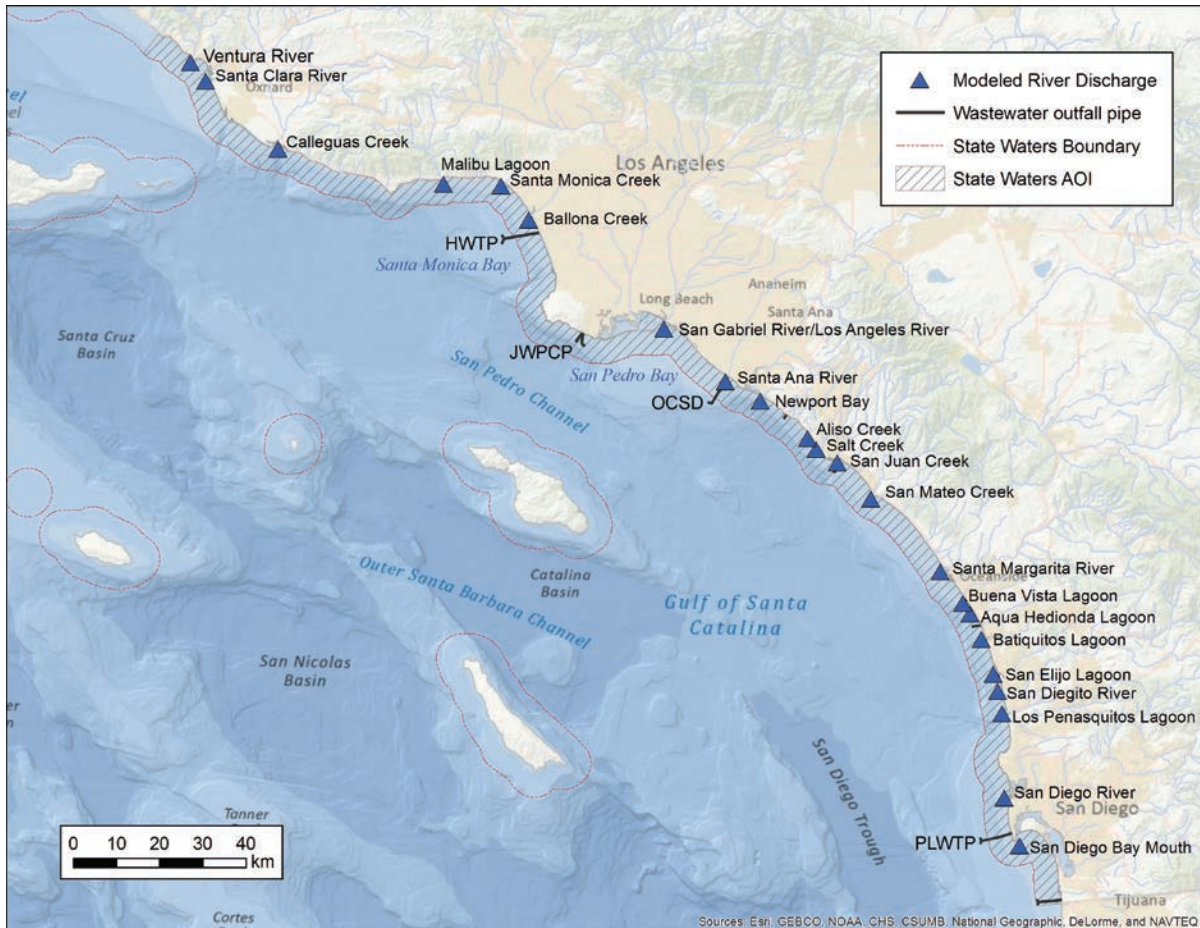 Ventura River
Santa Clara River
Oxnard
Calleguas Creek
Malibu Lagoon
Santa Monica Creek
Los Angeles
Ballona Creek
HWTP
Santa Monica Bay
Long Beach
Anaheim
Santa Ana
San Gabriel River/Los Angeles River
JWPCP
San Pedro Bay
San Pedro Channel
Santa Cruz
Basin
Santa Ana River
OCSD
Newport Bay
Aliso Creek
Salt Creek
San Juan Creek
San Mateo Creek
Santa Margarita River
Oceanside
Buena Vista Lagoon
Aqua Hedionda Lagoon
Batiquitos Lagoon
San Elijo Lagoon
San Diegito River
Los Penasquitos Lagoon
Catalina
Basin
Gulf of Santa
Catalina
Outer Santa Barbara Channel
San Nicolas
Basin
San Diego Trough
San Diego River
San Diego
PLWTP
San Diego Bay Mouth
Tijuana
Tanner
Cortes
Modeled River Discharge
Wastewater outfall pipe
State Waters Boundary
State Waters AOI
0 10 20 30 40
km
Sources: Esri, GEBCO, NOAA, CHS, CSUMB, National Geographic, DeLorme, and NAVTEQ